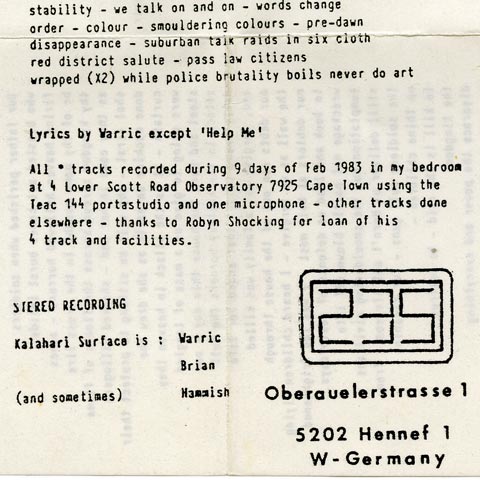 stability - we talk on and on - words change
order - colour - smouldering colours - pre-dawn
disappearance - suburban talk raids in six cloth
red district salute - pass law citizens
wrapped (X2) while police brutality boils never do art
Lyrics by Warric except 'Help Me'
All * tracks recorded during 9 days of Feb 1983 in my bedroom
at 4 Lower Scott Road Observatory 7925 Cape Town using the
Teac 144 portastudio and one microphone - other tracks done
elsewhere - thanks to Robyn Shocking for loan of his
4 track and facilities.
STEREO RECORDING
Kalahari Surface is : Warric
Brian
(and sometimes) Hammish
235
Oberauelerstrasse 1
5202 Hennef 1
W-Germany